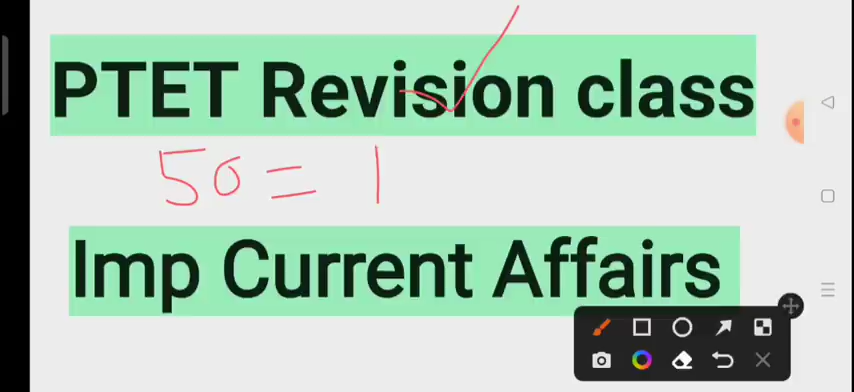 PTET Revision class
50 = 1
Imp Current Affairs